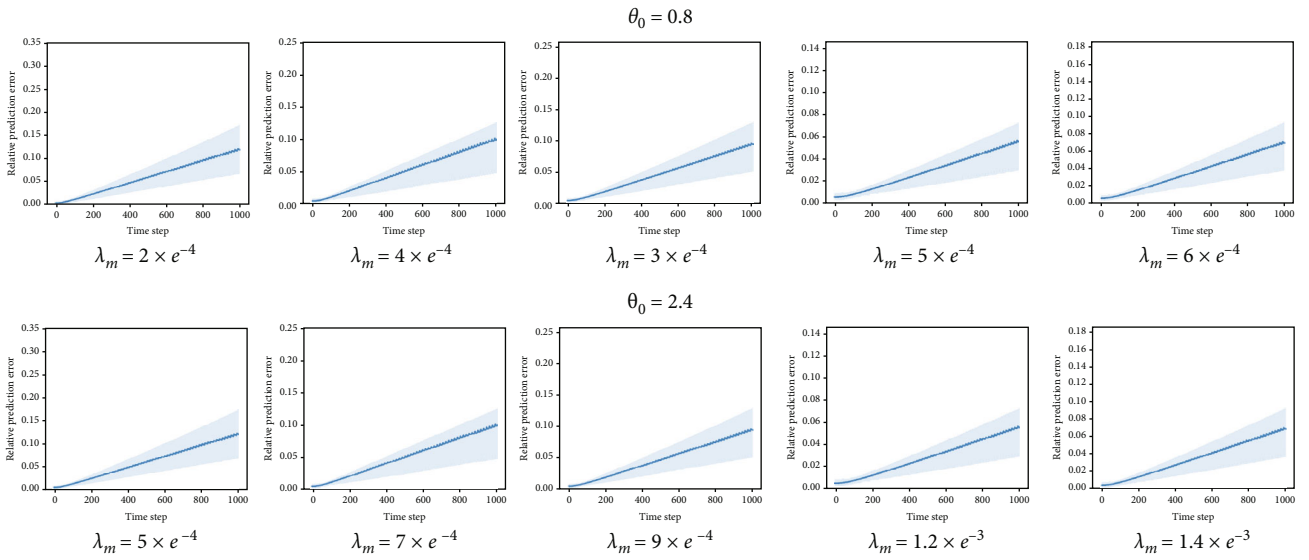 θ₀ = 0.8
Relative prediction error
0.35
0.30
0.25
0.20
0.15
0.10
0.05
0.00
0 200 400 600 800 1000
Time step
λₘ = 2 × e⁻⁴
Relative prediction error
0.25
0.20
0.15
0.10
0.05
0.00
0 200 400 600 800 1000
Time step
λₘ = 4 × e⁻⁴
Relative prediction error
0.25
0.20
0.15
0.10
0.05
0.00
0 200 400 600 800 1000
Time step
λₘ = 3 × e⁻⁴
Relative prediction error
0.14
0.12
0.10
0.08
0.06
0.04
0.02
0.00
0 200 400 600 800 1000
Time step
λₘ = 5 × e⁻⁴
Relative prediction error
0.18
0.16
0.14
0.12
0.10
0.08
0.06
0.04
0.02
0.00
0 200 400 600 800 1000
Time step
λₘ = 6 × e⁻⁴
θ₀ = 2.4
Relative prediction error
0.35
0.30
0.25
0.20
0.15
0.10
0.05
0.00
0 200 400 600 800 1000
Time step
λₘ = 5 × e⁻⁴
Relative prediction error
0.25
0.20
0.15
0.10
0.05
0.00
0 200 400 600 800 1000
Time step
λₘ = 7 × e⁻⁴
Relative prediction error
0.25
0.20
0.15
0.10
0.05
0.00
0 200 400 600 800 1000
Time step
λₘ = 9 × e⁻⁴
Relative prediction error
0.14
0.12
0.10
0.08
0.06
0.04
0.02
0.00
0 200 400 600 800 1000
Time step
λₘ = 1.2 × e⁻³
Relative prediction error
0.18
0.16
0.14
0.12
0.10
0.08
0.06
0.04
0.02
0.00
0 200 400 600 800 1000
Time step
λₘ = 1.4 × e⁻³